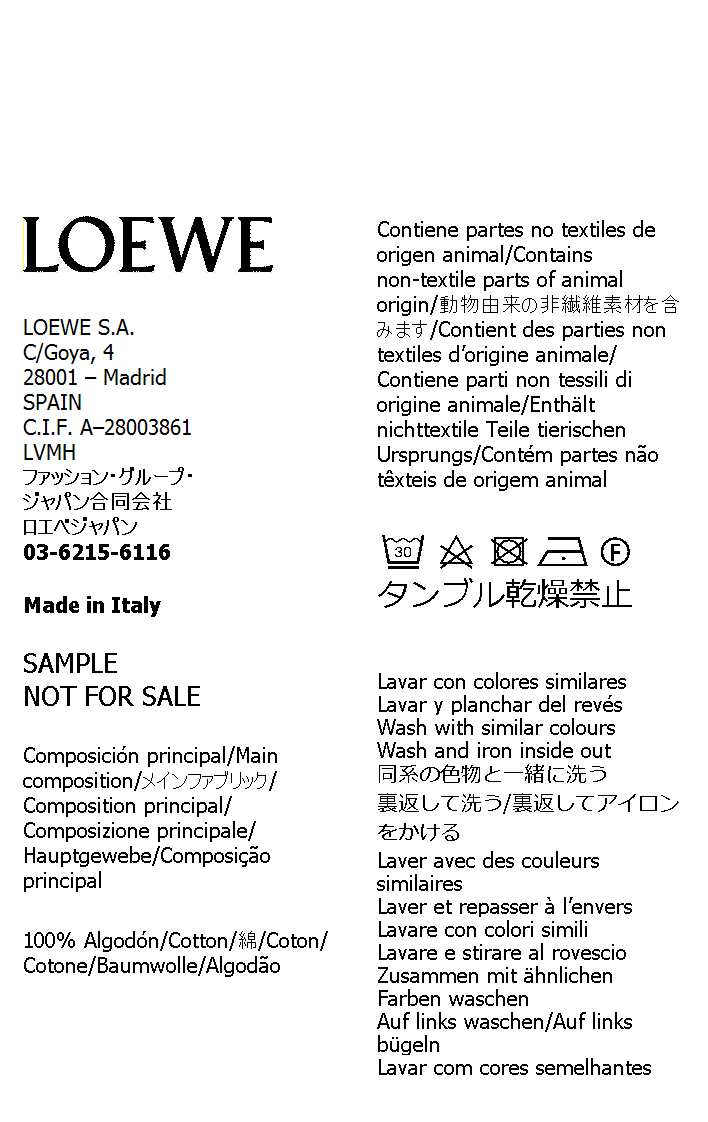 LOEWE
LOEWE S.A.
C/Goya, 4
28001 – Madrid
SPAIN
C.I.F. A–28003861
LVMH
ファッション・グループ・
ジャパン合同会社
ロエベジャパン
03-6215-6116
Made in Italy
SAMPLE
NOT FOR SALE
Composición principal/Main
composition/メインファブリック/
Composition principal/
Composizione principale/
Hauptgewebe/Composição
principal
100% Algodón/Cotton/綿/Coton/
Cotone/Baumwolle/Algodão
Contiene partes no textiles de
origen animal/Contains
non-textile parts of animal
origin/動物由来の非繊維素材を含
みます/Contient des parties non
textiles d’origine animale/
Contiene parti non tessili di
origine animale/Enthält
nichttextile Teile tierischen
Ursprungs/Contém partes não
têxteis de origem animal
30 F
タンブル乾燥禁止
Lavar con colores similares
Lavar y planchar del revés
Wash with similar colours
Wash and iron inside out
同系の色物と一緒に洗う
裏返して洗う/裏返してアイロン
をかける
Laver avec des couleurs
similaires
Laver et repasser à l’envers
Lavare con colori simili
Lavare e stirare al rovescio
Zusammen mit ähnlichen
Farben waschen
Auf links waschen/Auf links
bügeln
Lavar com cores semelhantes